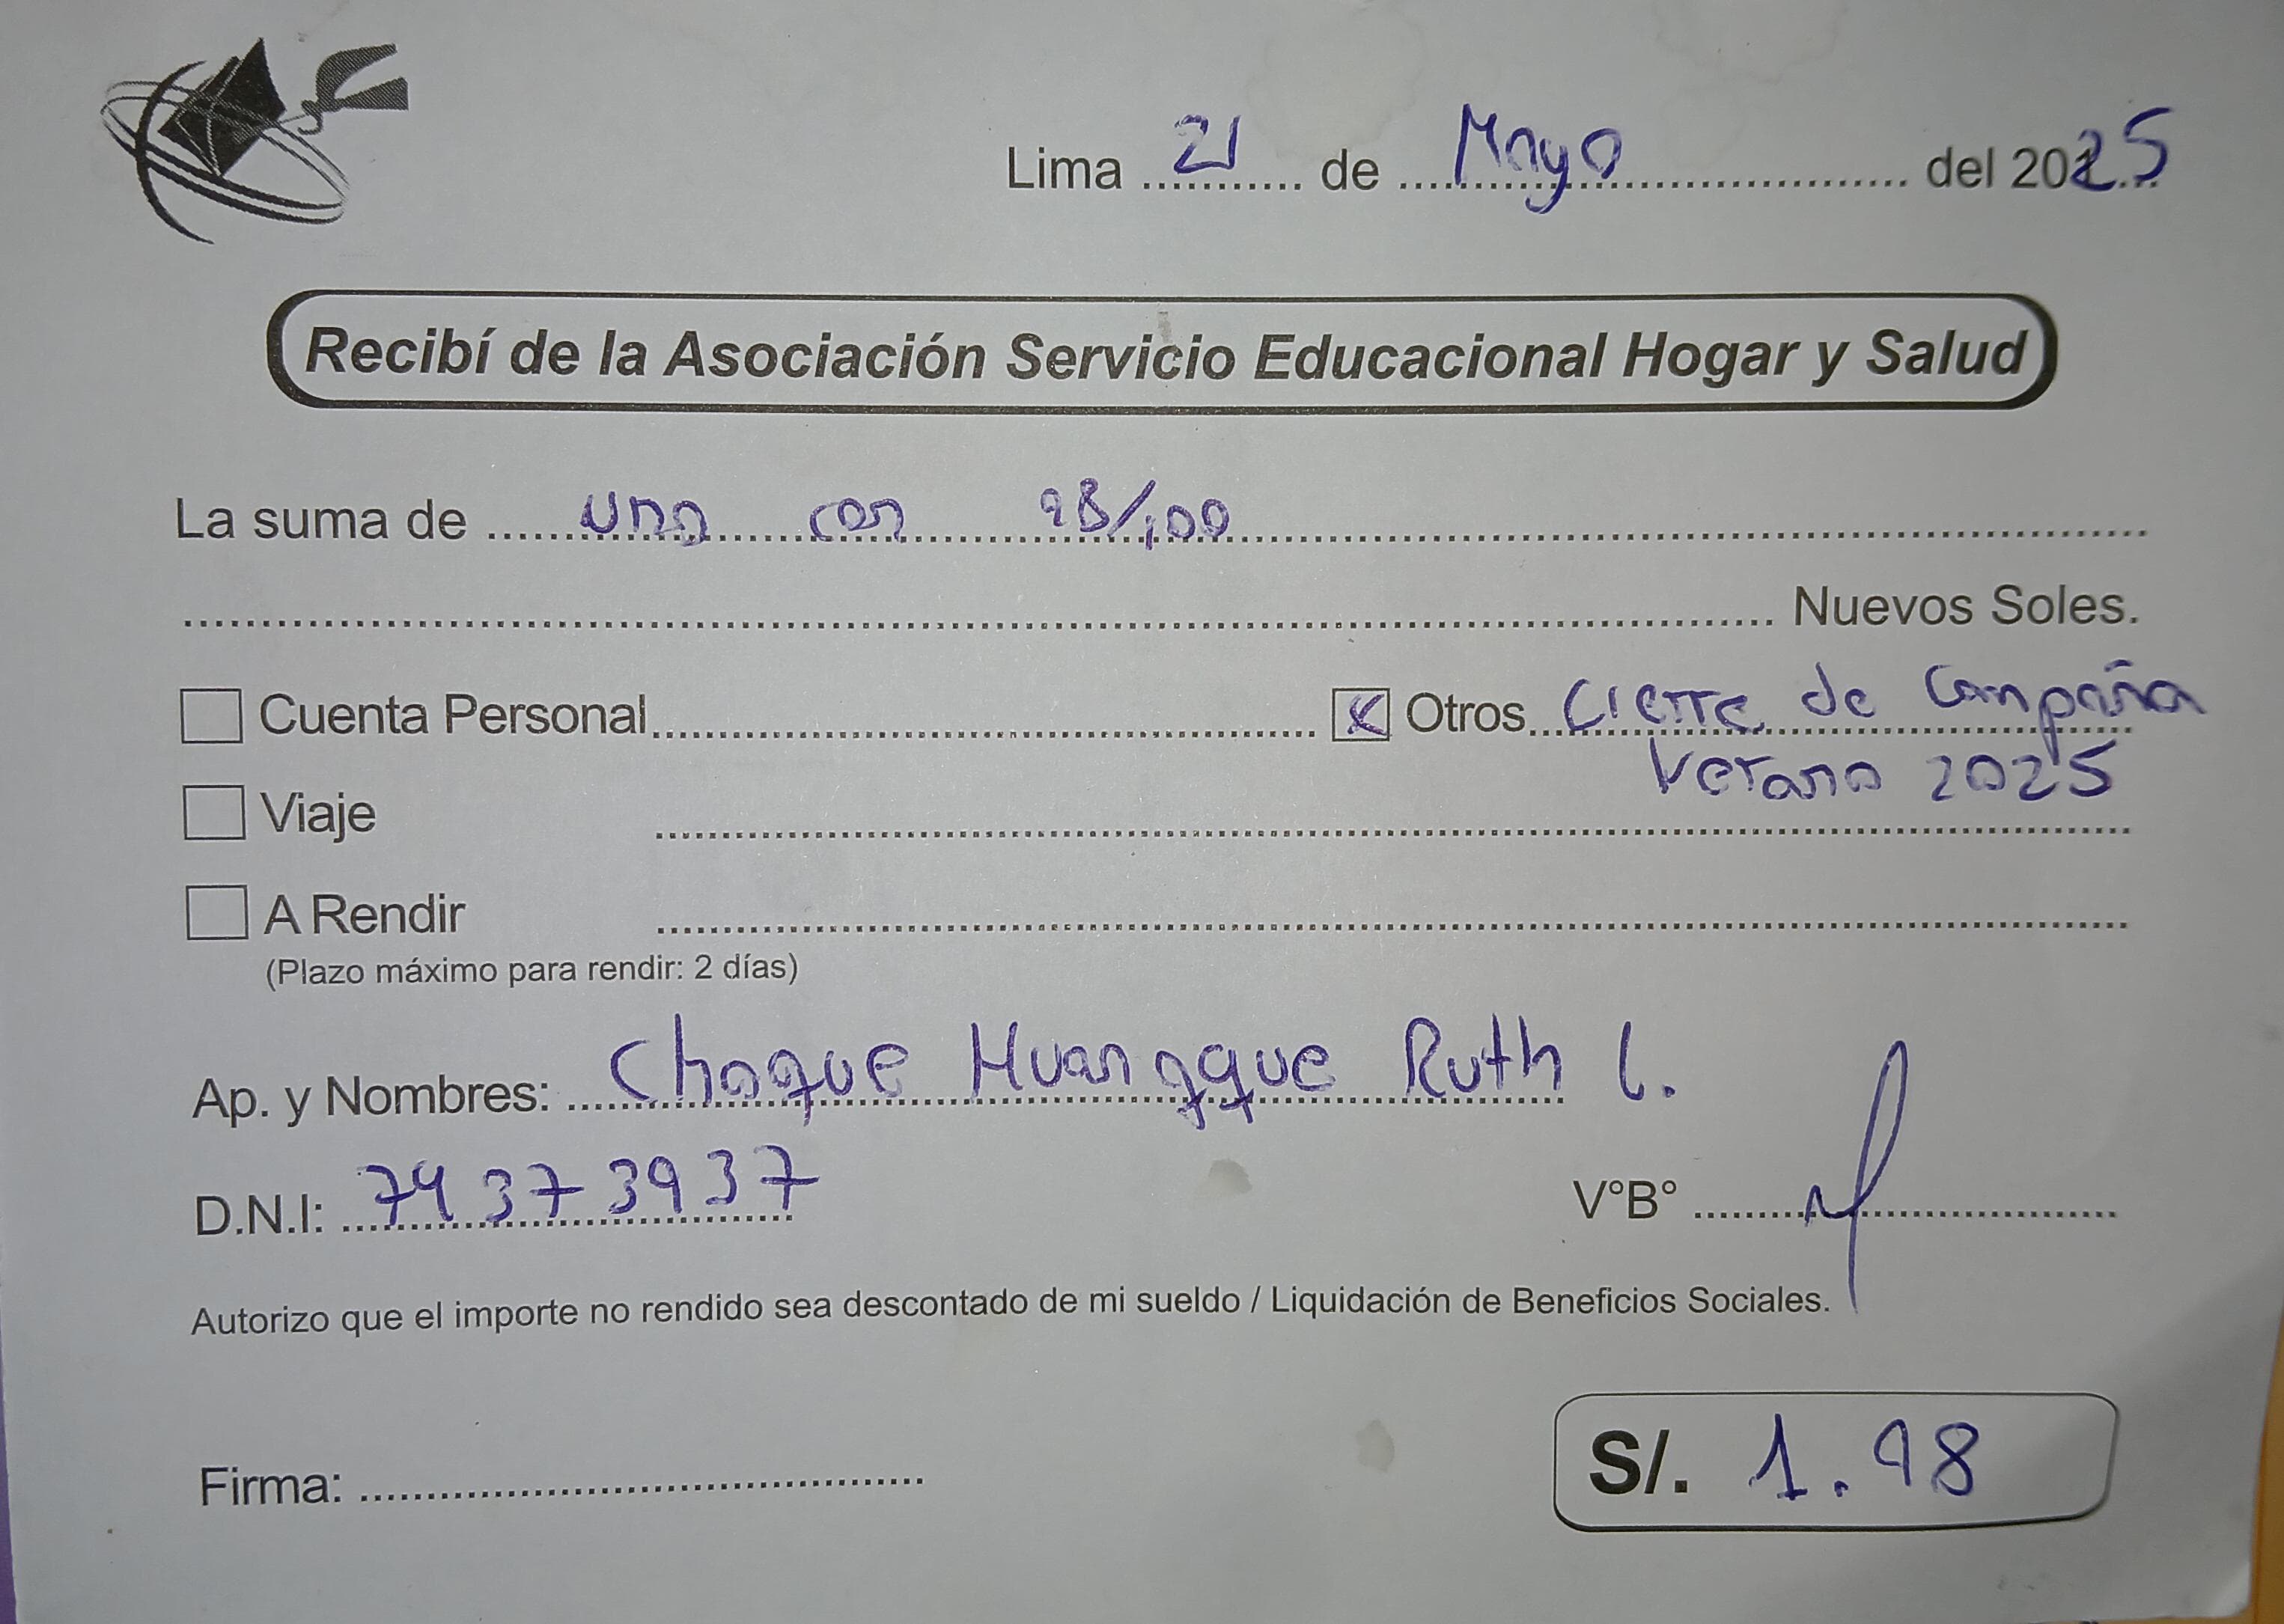 Lima 21 de Mayo del 2025
Recibí de la Asociación Servicio Educacional Hogar y Salud
La suma de uno con 98/100
Nuevos Soles.
Cuenta Personal X Otros Cierre de Campaña
Verano 2025
Viaje
A Rendir
(Plazo máximo para rendir: 2 días)
Ap. y Nombres: Choque Huanqque Ruth C.
D.N.I: 74373937 V°B°
Autorizo que el importe no rendido sea descontado de mi sueldo / Liquidación de Beneficios Sociales.
Firma: S/. 1.98